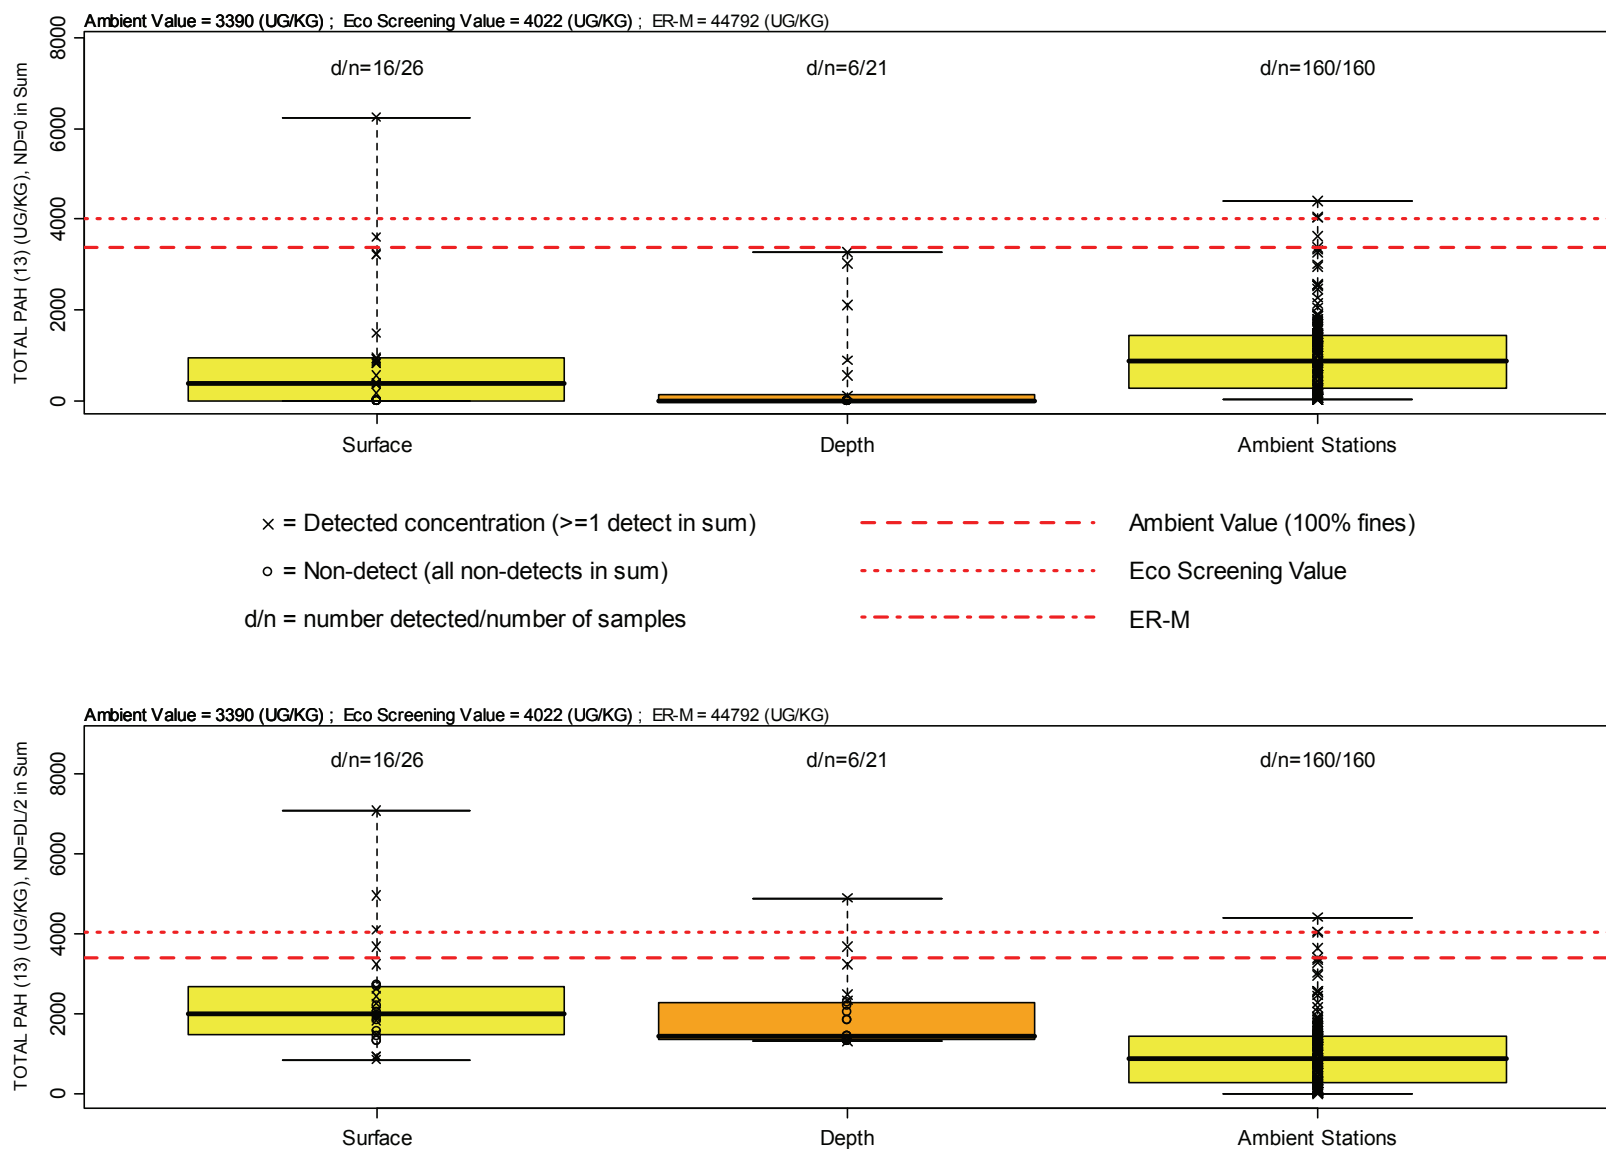 Ambient Value = 3390 (UG/KG) ; Eco Screening Value = 4022 (UG/KG) ; ER-M = 44792 (UG/KG)
TOTAL PAH (13) (UG/KG), ND=0 in Sum
8000
6000
4000
2000
0
d/n=16/26
d/n=6/21
d/n=160/160
Surface
Depth
Ambient Stations
× = Detected concentration (>=1 detect in sum)
o = Non-detect (all non-detects in sum)
d/n = number detected/number of samples
Ambient Value (100% fines)
Eco Screening Value
ER-M
Ambient Value = 3390 (UG/KG) ; Eco Screening Value = 4022 (UG/KG) ; ER-M = 44792 (UG/KG)
TOTAL PAH (13) (UG/KG), ND=DL/2 in Sum
8000
6000
4000
2000
0
d/n=16/26
d/n=6/21
d/n=160/160
Surface
Depth
Ambient Stations